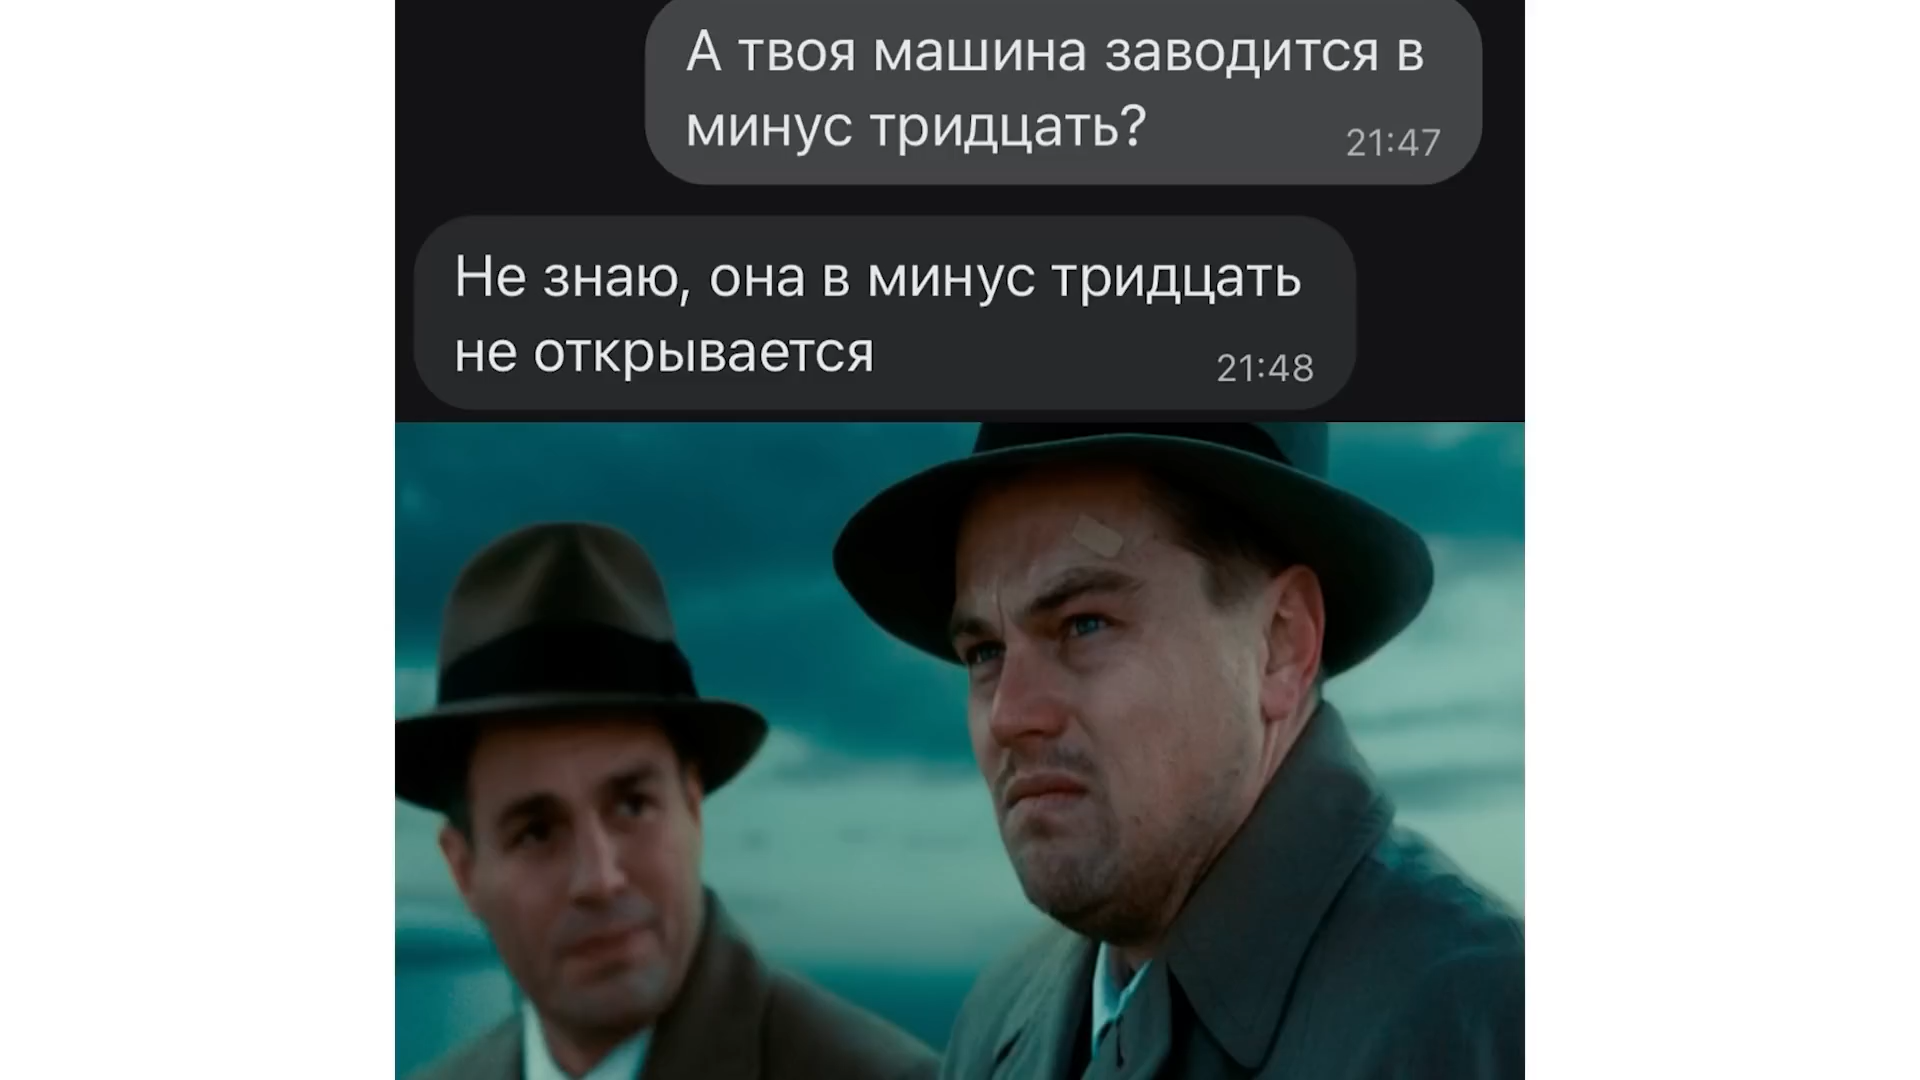 А твоя машина заводится в
минус тридцать?
21:47
Не знаю, она в минус тридцать
не открывается
21:48